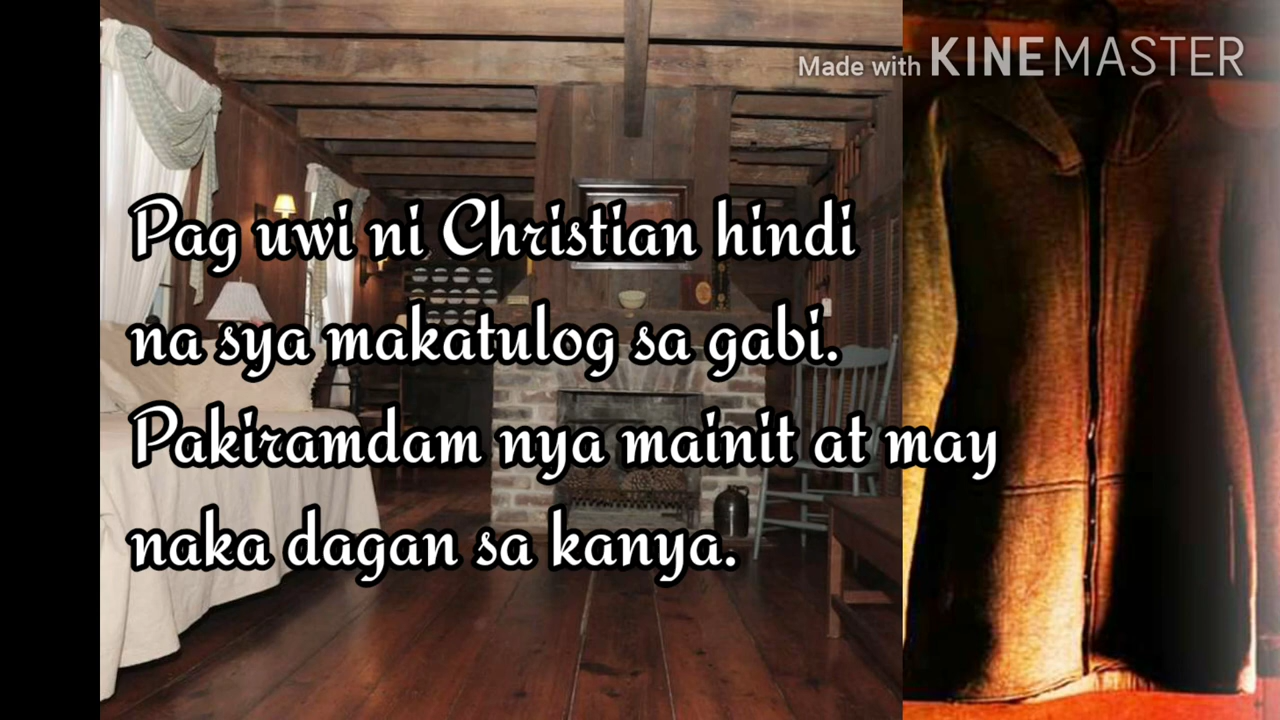 Made with KINEMASTER
Pag uwi ni Christian hindi
na sya makatulog sa gabi.
Pakiramdam nya mainit at may
naka dagan sa kanya.